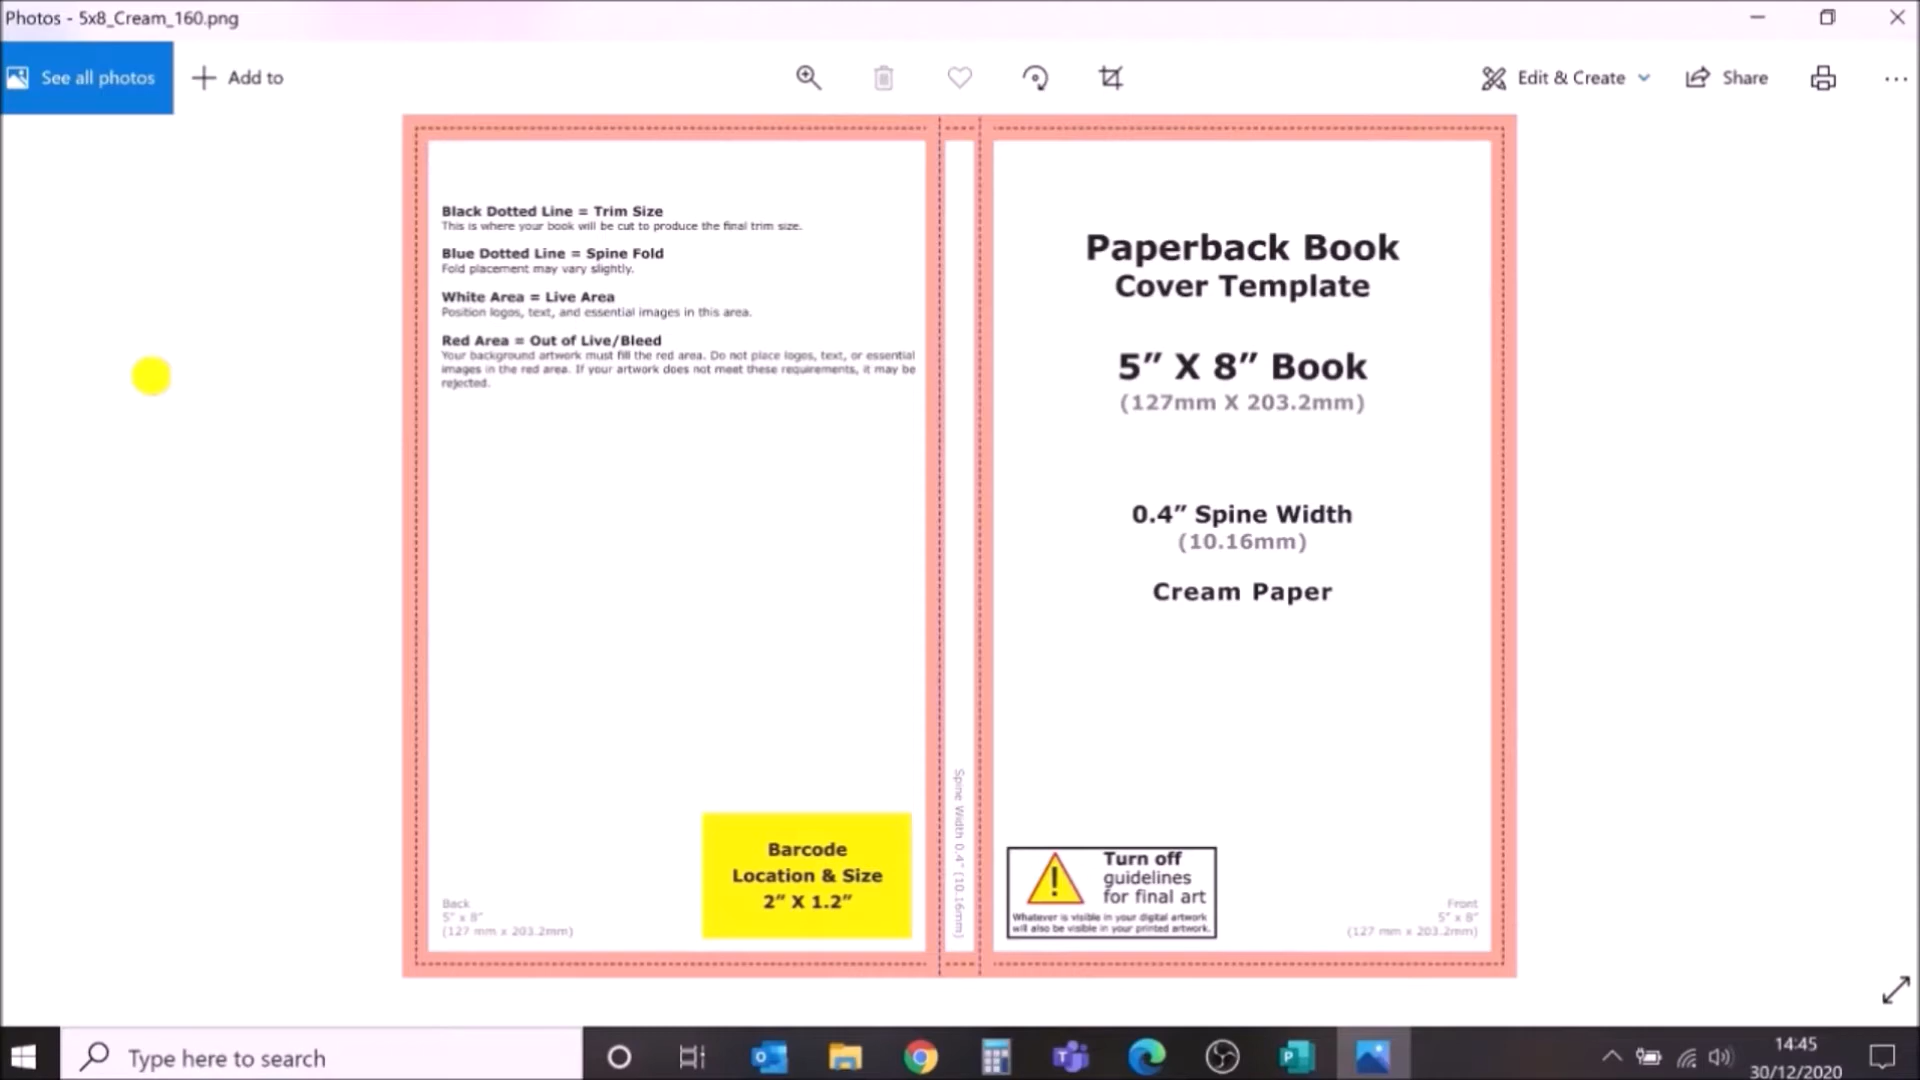 Photos - 5x8_Cream_160.png
See all photos
Add to
Edit & Create
Share
Black Dotted Line = Trim Size
This is where your book will be cut to produce the final trim size.
Blue Dotted Line = Spine Fold
Fold placement may vary slightly.
White Area = Live Area
Position logos, text, and essential images in this area.
Red Area = Out of Live/Bleed
Your background artwork must fill the red area. Do not place logos, text, or essential
images in the red area. If your artwork does not meet these requirements, it may be
rejected.
Barcode
Location & Size
2” X 1.2”
Back
5” x 8”
(127 mm x 203.2mm)
Spine Width 0.4” (10.16mm)
Paperback Book
Cover Template
5” X 8” Book
(127mm X 203.2mm)
0.4” Spine Width
(10.16mm)
Cream Paper
Turn off
guidelines
for final art
Whatever is visible in your digital artwork
will also be visible in your printed artwork.
Front
5” x 8”
(127 mm x 203.2mm)
Type here to search
14:45
30/12/2020